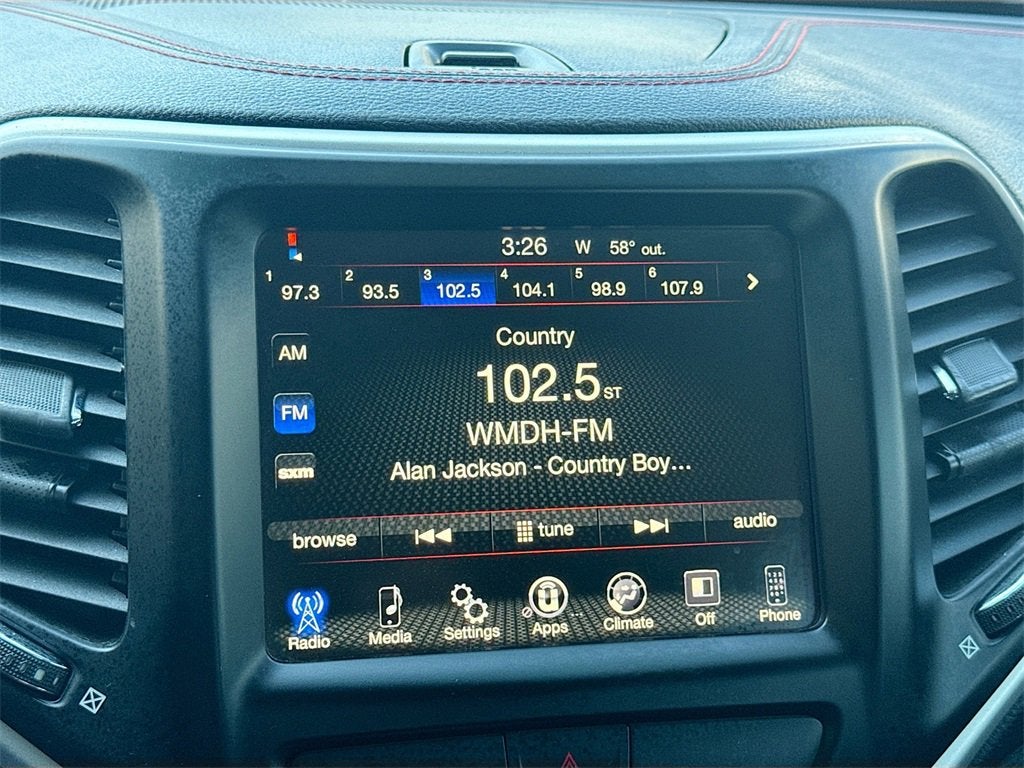 3:26 W 58° out.
1 97.3 2 93.5 3 102.5 4 104.1 5 98.9 6 107.9
Country
AM
102.5 ST
FM
WMDH-FM
Alan Jackson - Country Boy...
sxm
browse tune audio
Radio Media Settings Apps Climate Off Phone